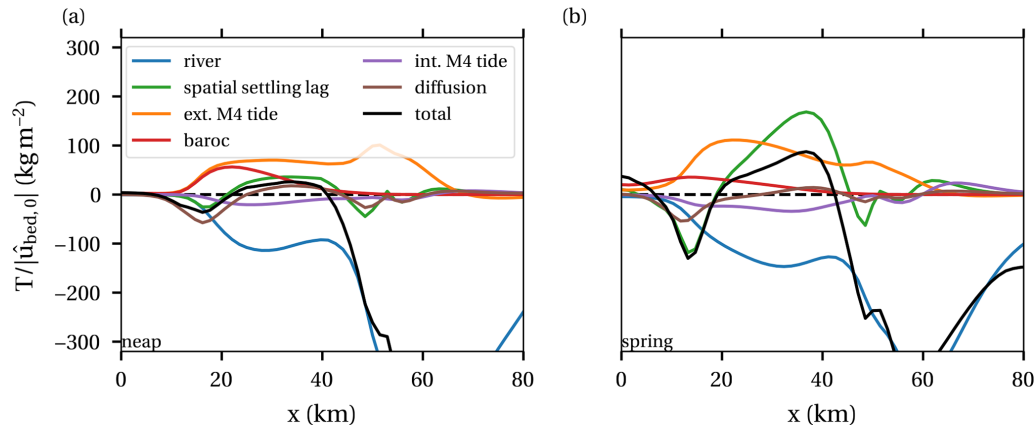 (a)
(b)
T/|û_bed, 0| (kg m⁻²)
300
200
100
0
−100
−200
−300
river
spatial settling lag
ext. M4 tide
baroc
int. M4 tide
diffusion
total
neap
spring
0 20 40 60 80
0 20 40 60 80
x (km)
x (km)